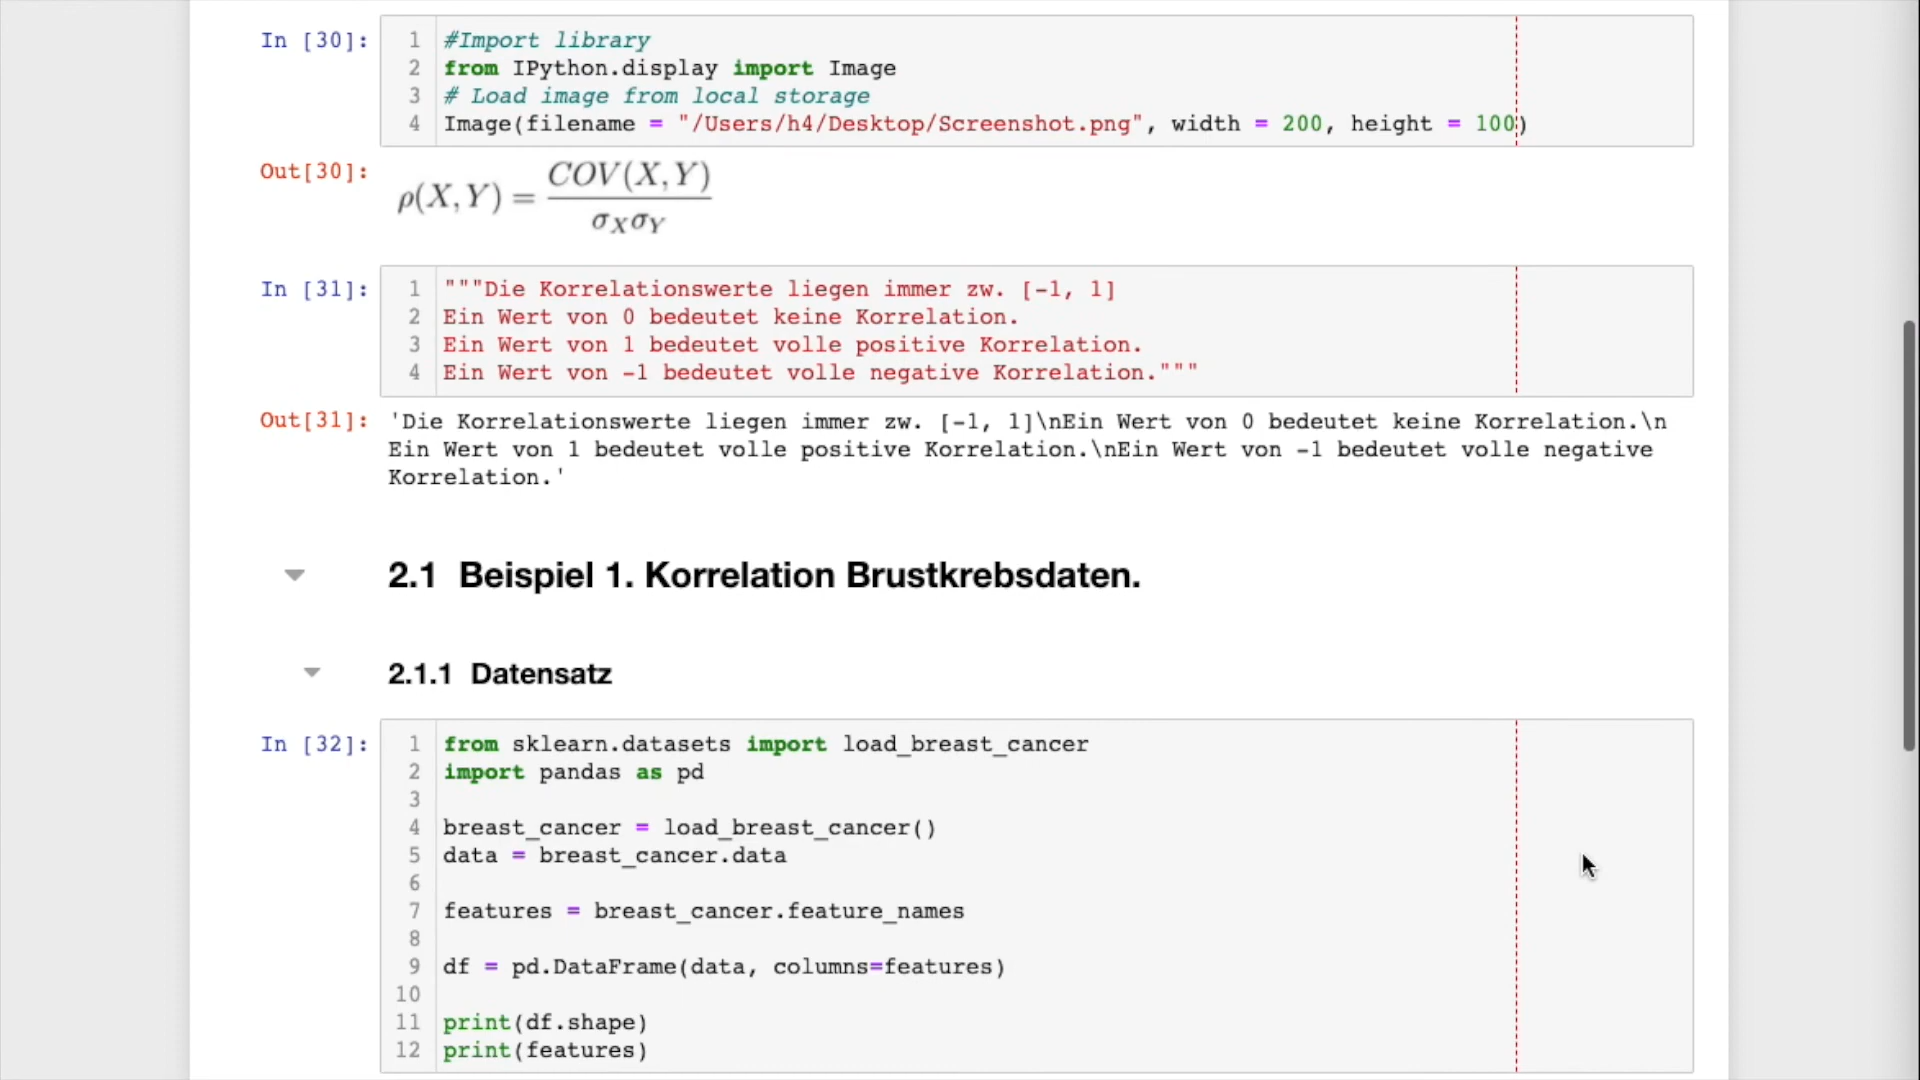 In [30]:
1 #Import library
2 from IPython.display import Image
3 # Load image from local storage
4 Image(filename = "/Users/h4/Desktop/Screenshot.png", width = 200, height = 100)
Out[30]:
ρ(X,Y) = COV(X,Y) / σXσY
In [31]:
1 """Die Korrelationswerte liegen immer zw. [-1, 1]
2 Ein Wert von 0 bedeutet keine Korrelation.
3 Ein Wert von 1 bedeutet volle positive Korrelation.
4 Ein Wert von -1 bedeutet volle negative Korrelation."""
Out[31]: 'Die Korrelationswerte liegen immer zw. [-1, 1]\nEin Wert von 0 bedeutet keine Korrelation.\n
Ein Wert von 1 bedeutet volle positive Korrelation.\nEin Wert von -1 bedeutet volle negative
Korrelation.'
2.1 Beispiel 1. Korrelation Brustkrebsdaten.
2.1.1 Datensatz
In [32]:
1 from sklearn.datasets import load_breast_cancer
2 import pandas as pd
3
4 breast_cancer = load_breast_cancer()
5 data = breast_cancer.data
6
7 features = breast_cancer.feature_names
8
9 df = pd.DataFrame(data, columns=features)
10
11 print(df.shape)
12 print(features)